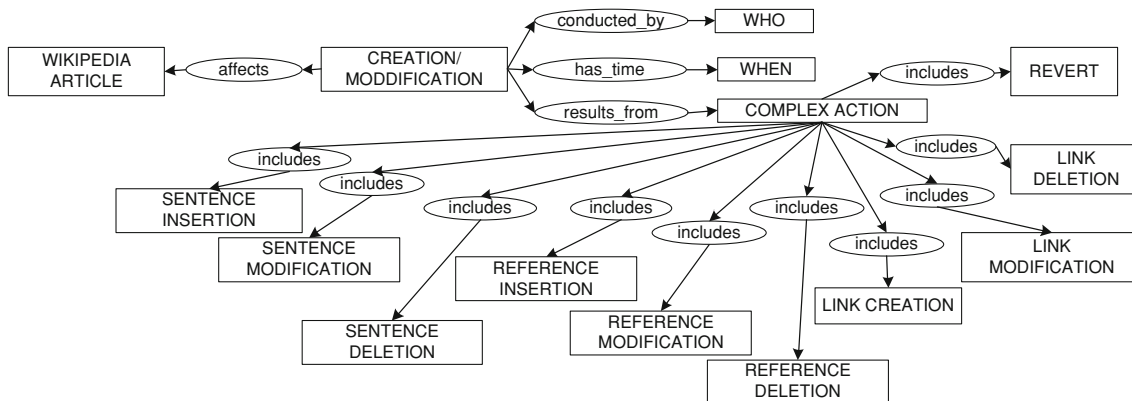 conducted_by
WHO
WIKIPEDIA
ARTICLE
affects
CREATION/
MODDIFICATION
has_time
WHEN
includes
REVERT
results_from
COMPLEX ACTION
includes
includes
LINK
DELETION
includes
includes
SENTENCE
INSERTION
includes
includes
includes
includes
includes
SENTENCE
MODIFICATION
REFERENCE
INSERTION
LINK
MODIFICATION
LINK CREATION
SENTENCE
DELETION
REFERENCE
MODIFICATION
REFERENCE
DELETION